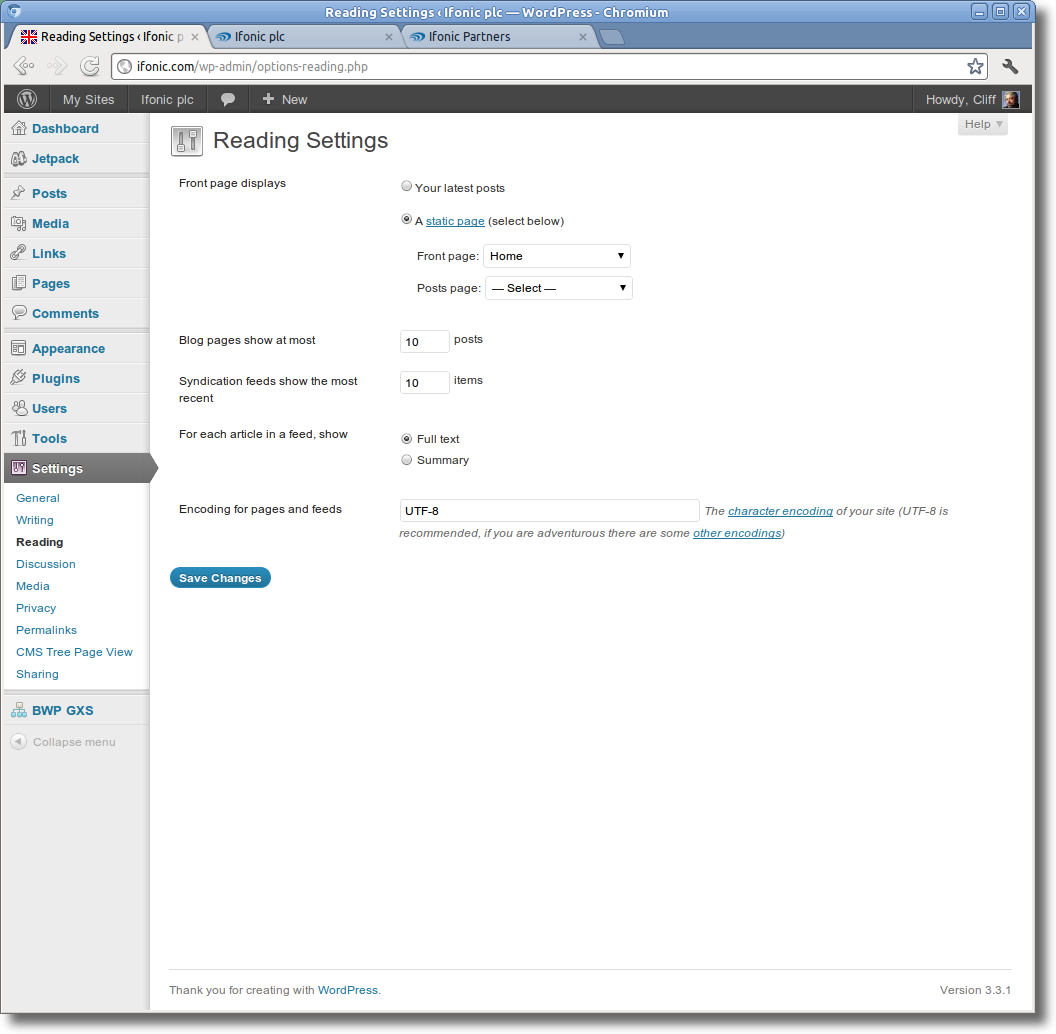 Reading Settings ‹ Ifonic plc — WordPress - Chromium
Reading Settings ‹ Ifonic p
Ifonic plc
Ifonic Partners
ifonic.com/wp-admin/options-reading.php
My Sites
Ifonic plc
New
Howdy, Cliff
Dashboard
Jetpack
Posts
Media
Links
Pages
Comments
Appearance
Plugins
Users
Tools
Settings
General
Writing
Reading
Discussion
Media
Privacy
Permalinks
CMS Tree Page View
Sharing
BWP GXS
Collapse menu
Help
Reading Settings
Front page displays
Your latest posts
A static page (select below)
Front page: Home
Posts page: — Select —
Blog pages show at most 10 posts
Syndication feeds show the most 10 items
recent
For each article in a feed, show
Full text
Summary
Encoding for pages and feeds UTF-8 The character encoding of your site (UTF-8 is
recommended, if you are adventurous there are some other encodings)
Save Changes
Thank you for creating with WordPress.
Version 3.3.1